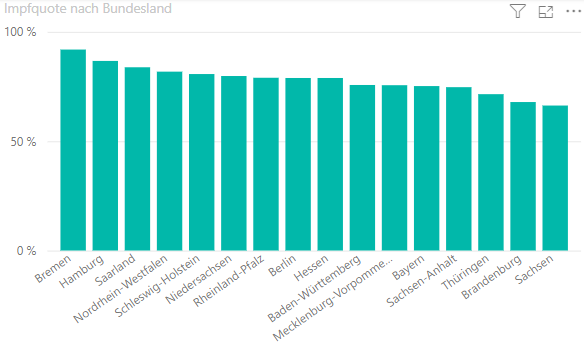 Impfquote nach Bundesland
100 %
50 %
0 %
Bremen
Hamburg
Saarland
Nordrhein-Westfalen
Schleswig-Holstein
Niedersachsen
Rheinland-Pfalz
Berlin
Hessen
Baden-Württemberg
Mecklenburg-Vorpomme...
Bayern
Sachsen-Anhalt
Thüringen
Brandenburg
Sachsen